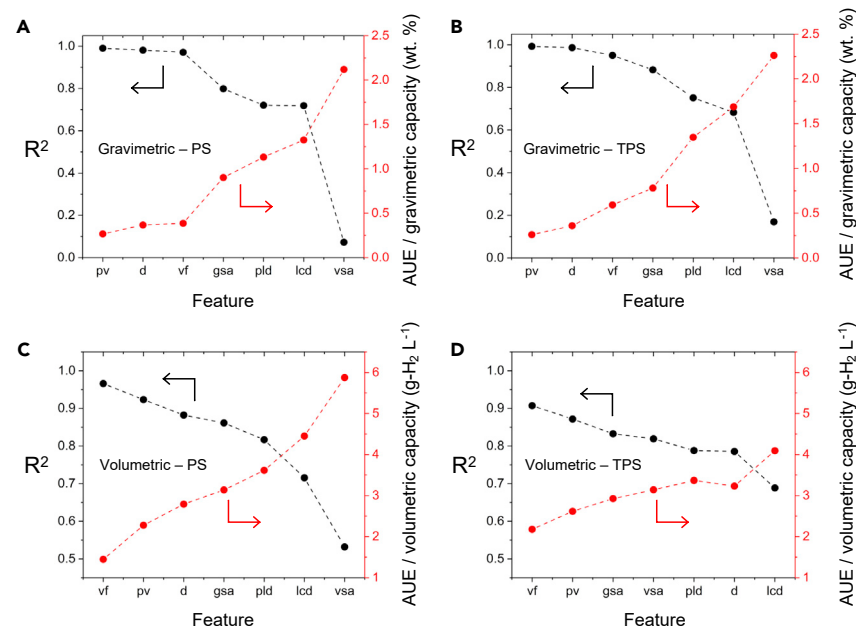 A
1.0
0.8
0.6
0.4
0.2
0.0
R²
Gravimetric – PS
2.5
2.0
1.5
1.0
0.5
0.0
AUE / gravimetric capacity (wt. %)
pv d vf gsa pld lcd vsa
Feature
B
1.0
0.8
0.6
0.4
0.2
0.0
R²
Gravimetric – TPS
2.5
2.0
1.5
1.0
0.5
0.0
AUE / gravimetric capacity (wt. %)
pv d vf gsa pld lcd vsa
Feature
C
1.0
0.9
0.8
0.7
0.6
0.5
R²
Volumetric – PS
6
5
4
3
2
1
AUE / volumetric capacity (g-H₂ L⁻¹)
vf pv d gsa pld lcd vsa
Feature
D
1.0
0.9
0.8
0.7
0.6
0.5
R²
Volumetric – TPS
6
5
4
3
2
1
AUE / volumetric capacity (g-H₂ L⁻¹)
vf pv gsa vsa pld d lcd
Feature